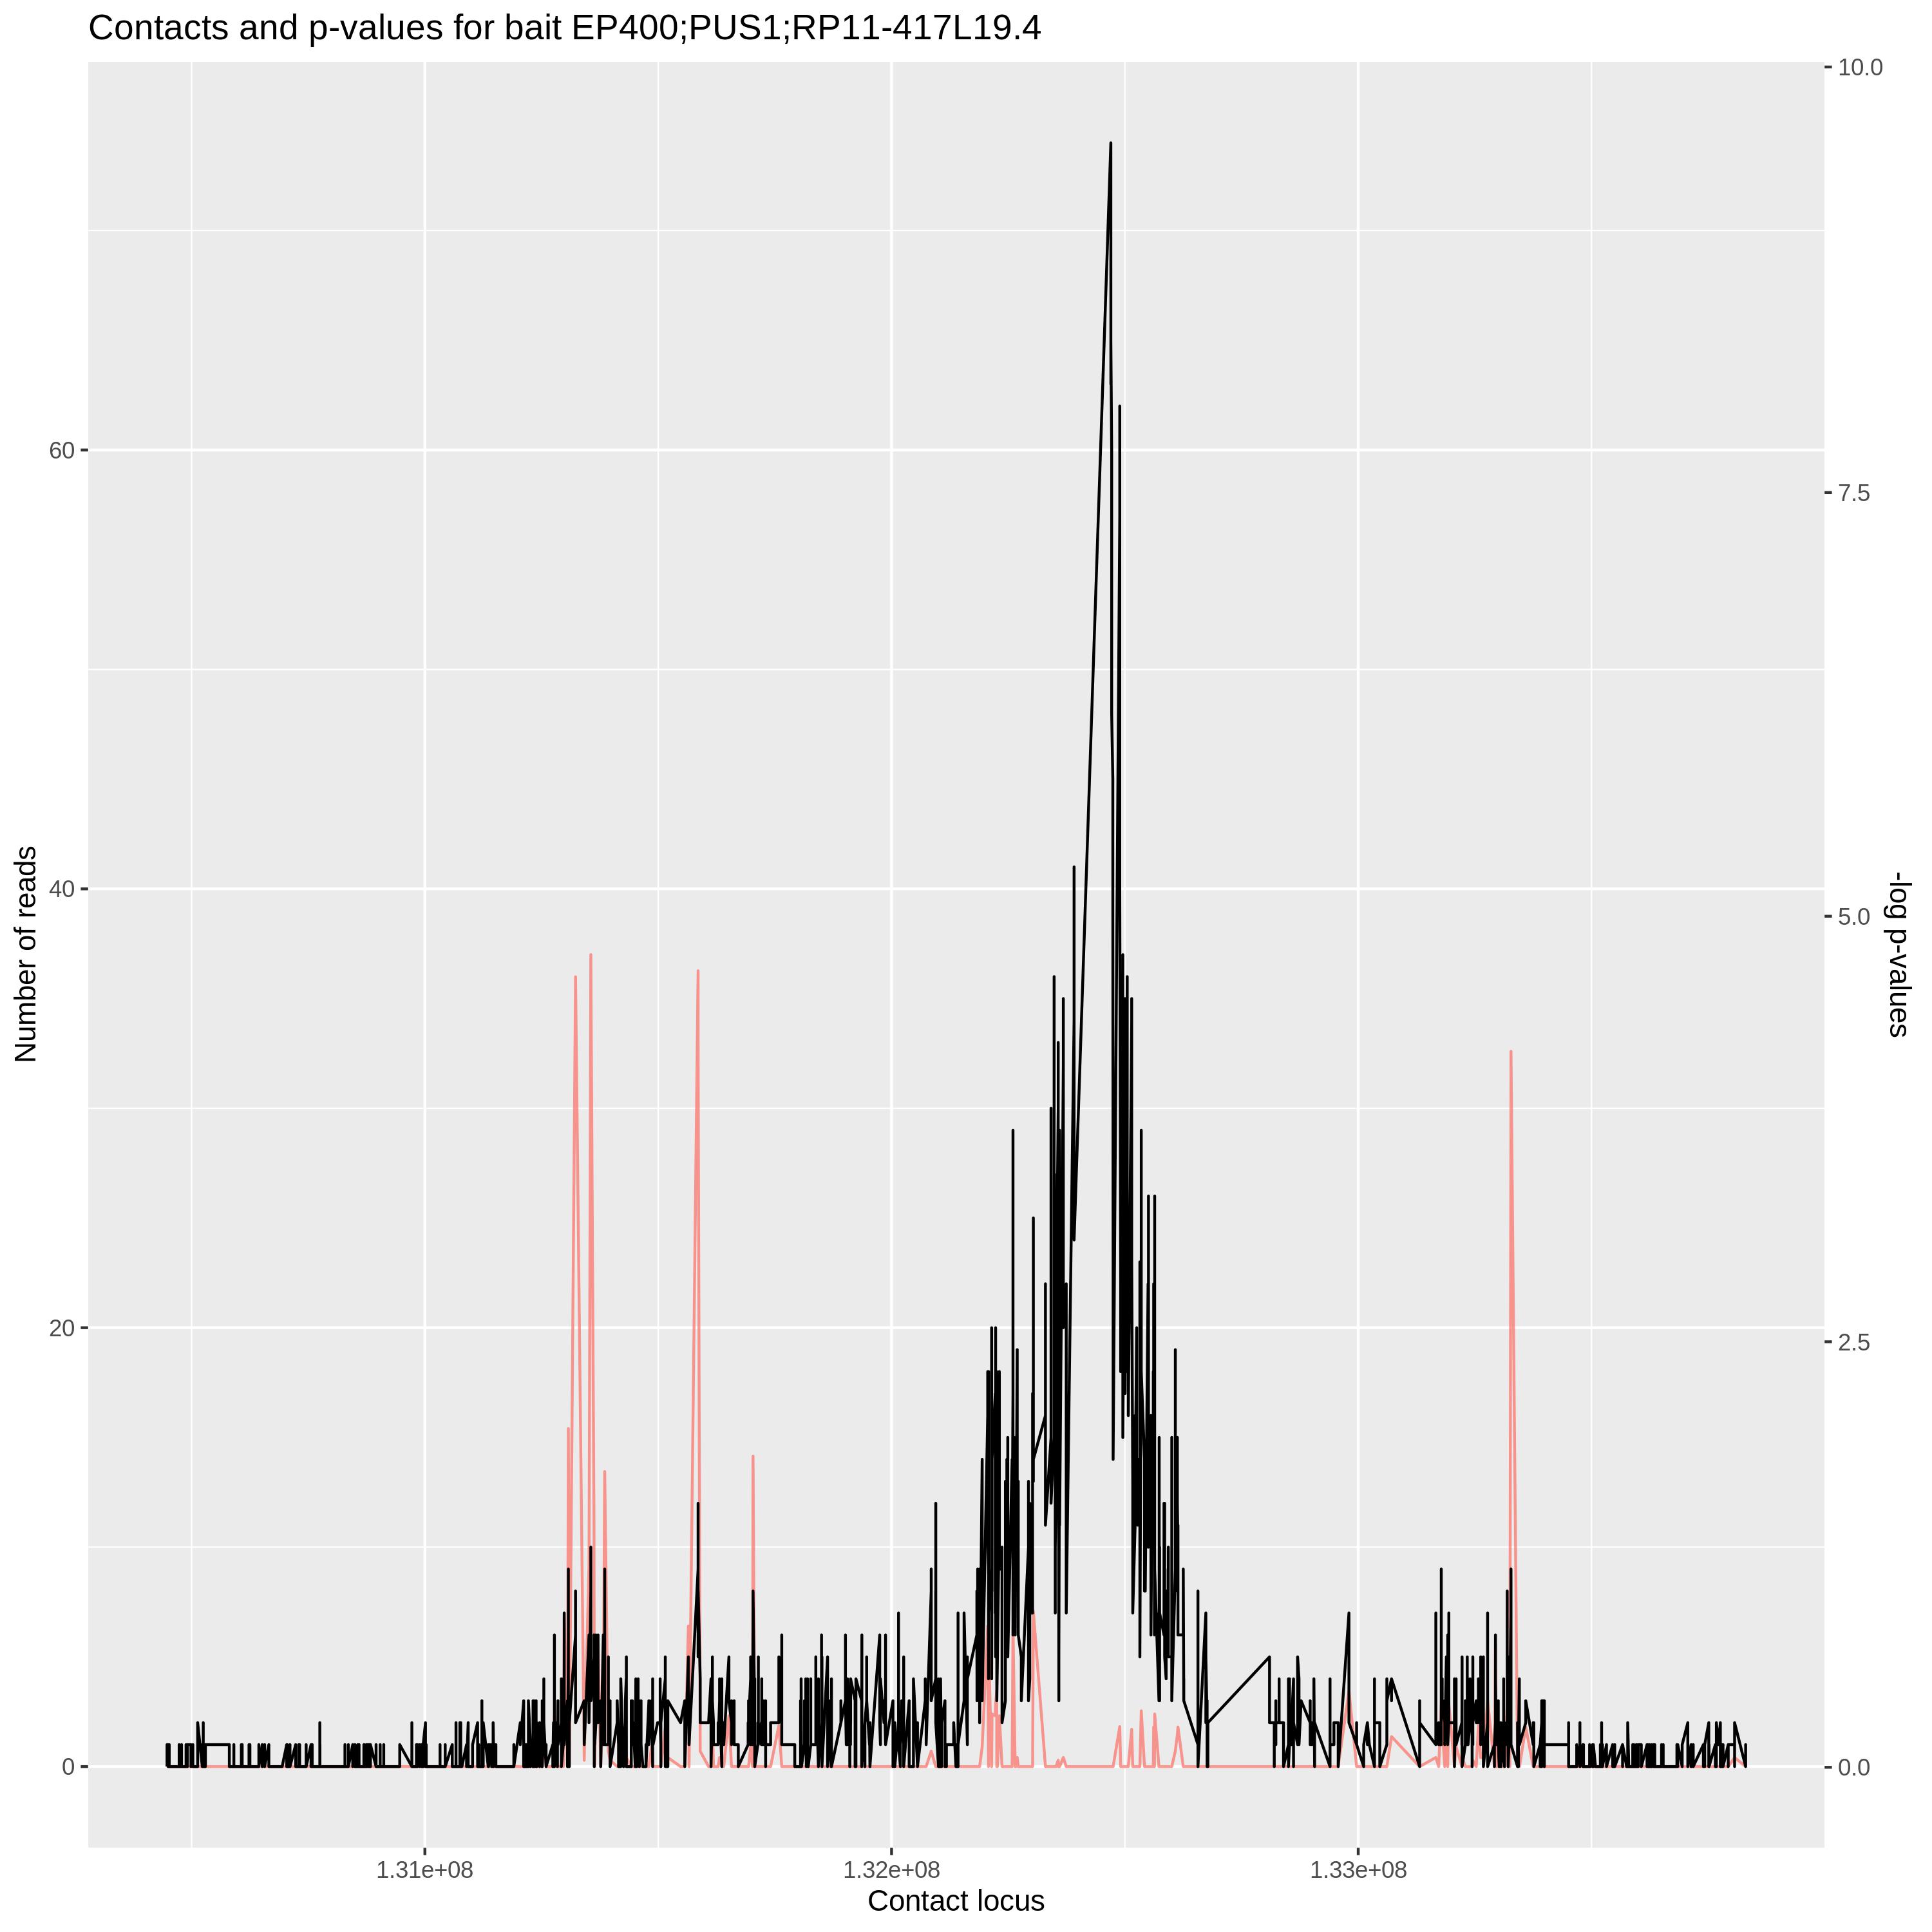 Contacts and p-values for bait EP400;PUS1;RP11-417L19.4
10.0
60
7.5
Number of reads
40
5.0
-log p-values
20
2.5
0
0.0
1.31e+08
1.32e+08
1.33e+08
Contact locus